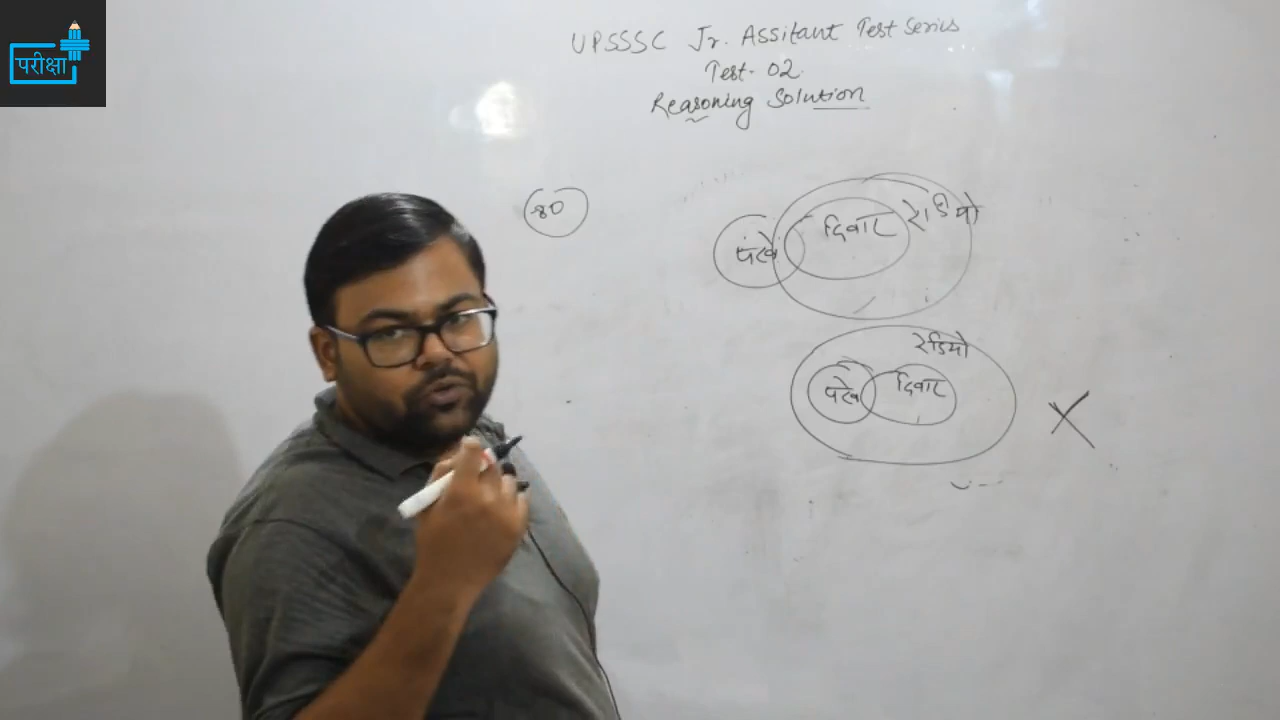 परीक्षा
UPSSSC Jr. Assitant Test Series
Test-02.
Reasoning Solution
80
पंखे दिवार रेडियो
रेडियो
पंखे दिवार